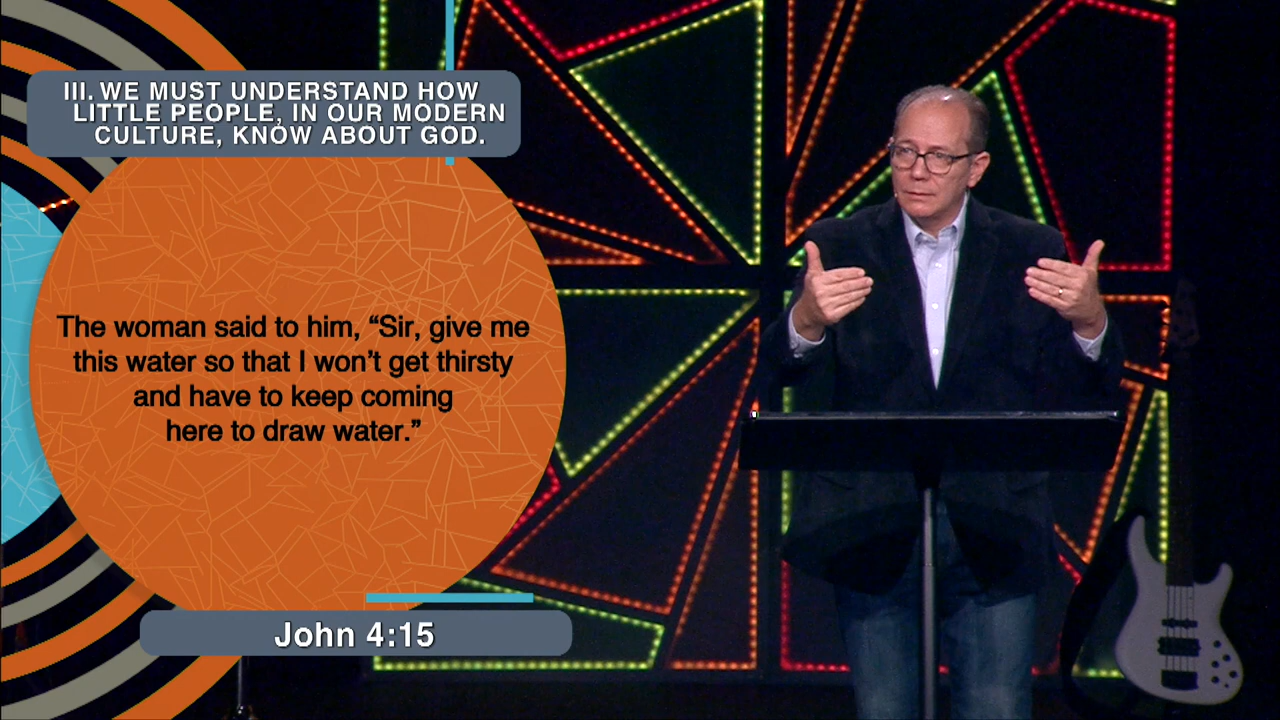 III. WE MUST UNDERSTAND HOW
LITTLE PEOPLE, IN OUR MODERN
CULTURE, KNOW ABOUT GOD.
The woman said to him, “Sir, give me
this water so that I won’t get thirsty
and have to keep coming
here to draw water.”
John 4:15